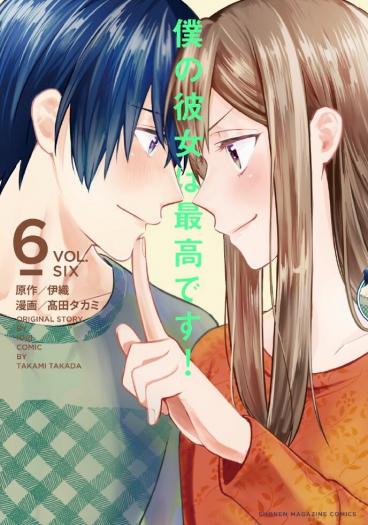 僕の彼女は最高です!
6 VOL.
SIX
原作/伊織
漫画/髙田タカミ
ORIGINAL STORY
BY
IORI
COMIC
BY
TAKAMI TAKADA
SHONEN MAGAZINE COMICS